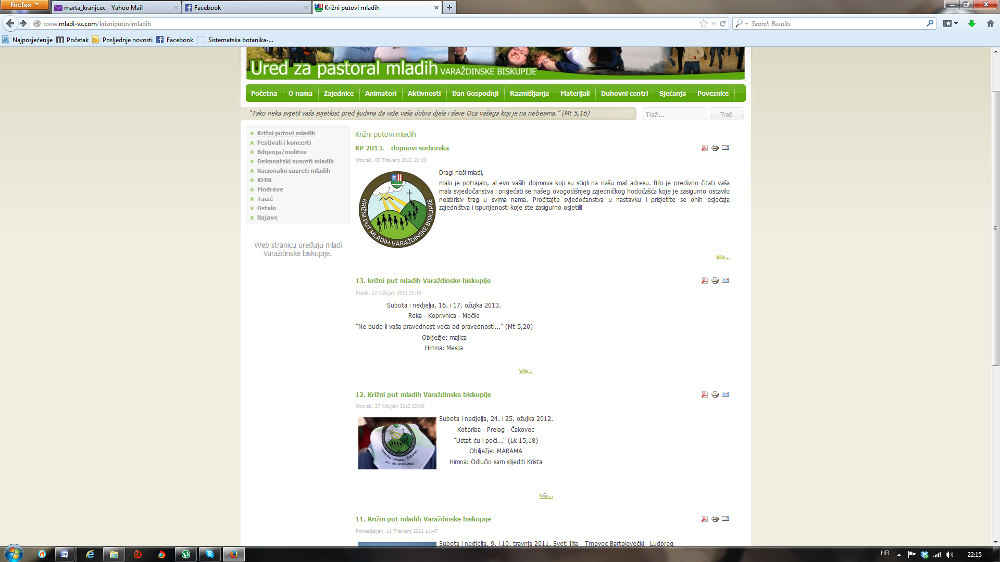 Firefox
marta_kranjcec - Yahoo Mail
Facebook
Križni putovi mladih
www.mladi-vz.com/krizniputovimladih
Search Results
Najposjećenije
Početak
Posljednje novosti
Facebook
Sistematska botanika-...
Ured za pastoral mladih VARAŽDINSKE BISKUPIJE
Početna
O nama
Zajednice
Animatori
Aktivnosti
Dan Gospodnji
Razmišljanja
Materijali
Duhovni centri
Sjećanja
Poveznice
"Tako neka svijetli vaša svjetlost pred ljudima da vide vaša dobra djela i slave Oca vašega koji je na nebesima." (Mt 5,16)
Traži...
Traži
Križni putovi mladih
Festivali i koncerti
Bdijenja/molitve
Dekanatski susreti mladih
Nacionalni susreti mladih
KMNL
Modrave
Taizé
Ostalo
Najave
Web stranicu uređuju mladi
Varaždinske biskupije.
Križni putovi mladih
KP 2013. - dojmovi sudionika
Utorak, 09 Travanj 2013 18:19
KRIŽNI PUT MLADIH VARAŽDINSKE BISKUPIJE
Dragi naši mladi,
malo je potrajalo, al evo vaših dojmova koji su stigli na našu mail adresu. Bilo je predivno čitati vaša
mala svjedočanstva i prisjećati se našeg ovogodišnjeg zajedničkog hodočašća koje je zasigurno ostavilo
neizbrisiv trag u svima nama. Pročitajte svjedočanstva u nastavku i prisjetite se onih osjećaja
zajedništva i ispunjenosti koje ste zasigurno osjetili!
Više...
13. križni put mladih Varaždinske biskupije
Petak, 22 Ožujak 2013 15:15
Subota i nedjelja, 16. i 17. ožujka 2013.
Reka - Koprivnica - Močile
"Ne bude li vaša pravednost veća od pravednosti..." (Mt 5,20)
Obilježje: majica
Himna: Mesija
Više...
12. Križni put mladih Varaždinske biskupije
Utorak, 27 Ožujak 2012 02:09
KRIŽNI PUT MLADIH VARAŽDINSKE BISKUPIJE
Kotoriba - Prelog - Čakovec
24. i 25. ožujka 2012.
Subota i nedjelja, 24. i 25. ožujka 2012.
Kotoriba - Prelog - Čakovec
"Ustat ću i poći..." (Lk 15,18)
Obilježje: MARAMA
Himna: Odlučio sam slijediti Krista
Više...
11. Križni put mladih Varaždinske biskupije
Ponedjeljak, 11 Travanj 2011 11:47
Subota i nedjelja, 9. i 10. travnja 2011. Sveti Ilija - Trnovec Bartolovečki - Ludbreg
HR
22:15